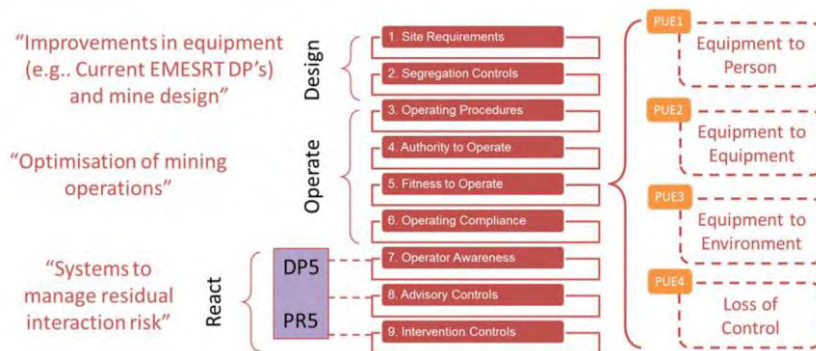 “Improvements in equipment
(e.g.. Current EMESRT DP’s)
and mine design”
“Optimisation of mining
operations”
“Systems to
manage residual
interaction risk”
Design
Operate
React
DP5
PR5
1. Site Requirements
2. Segregation Controls
3. Operating Procedures
4. Authority to Operate
5. Fitness to Operate
6. Operating Compliance
7. Operator Awareness
8. Advisory Controls
9. Intervention Controls
PUE1
Equipment to
Person
PUE2
Equipment to
Equipment
PUE3
Equipment to
Environment
PUE4
Loss of
Control